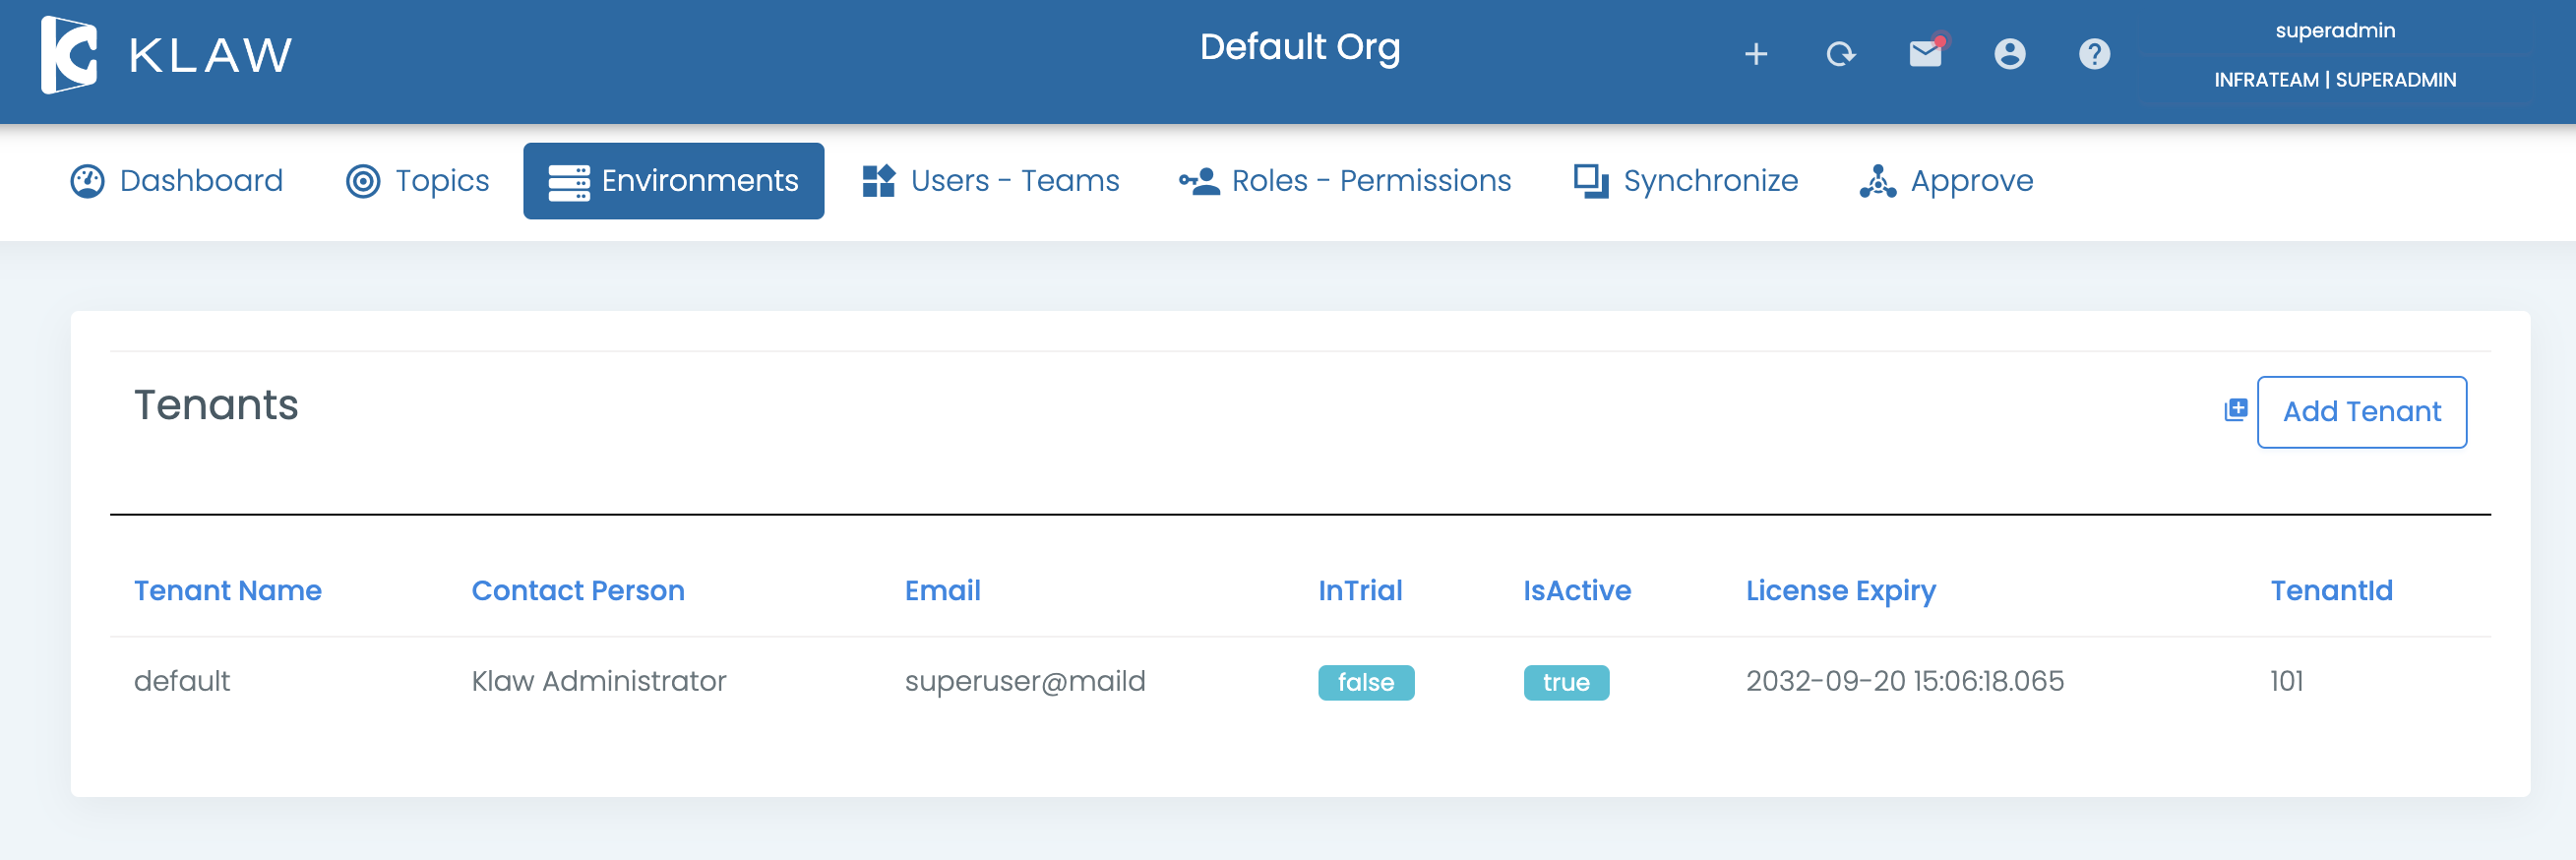 KLAW
Default Org
superadmin
INFRATEAM | SUPERADMIN
Dashboard
Topics
Environments
Users - Teams
Roles - Permissions
Synchronize
Approve
Tenants
Add Tenant
Tenant Name Contact Person Email InTrial IsActive License Expiry TenantId
default Klaw Administrator superuser@maild false true 2032-09-20 15:06:18.065 101